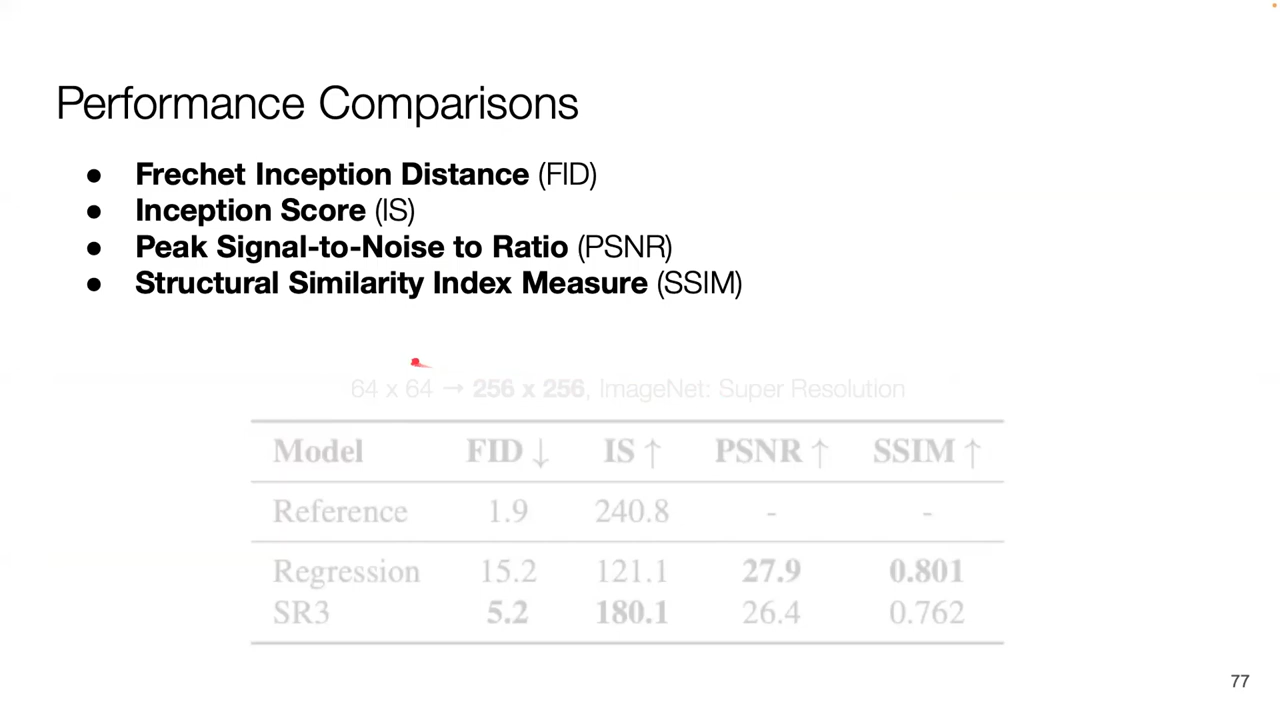 Performance Comparisons
● Frechet Inception Distance (FID)
● Inception Score (IS)
● Peak Signal-to-Noise to Ratio (PSNR)
● Structural Similarity Index Measure (SSIM)
64 x 64 → 256 x 256, ImageNet: Super Resolution
Model FID ↓ IS ↑ PSNR ↑ SSIM ↑
Reference 1.9 240.8 - -
Regression 15.2 121.1 27.9 0.801
SR3 5.2 180.1 26.4 0.762
77